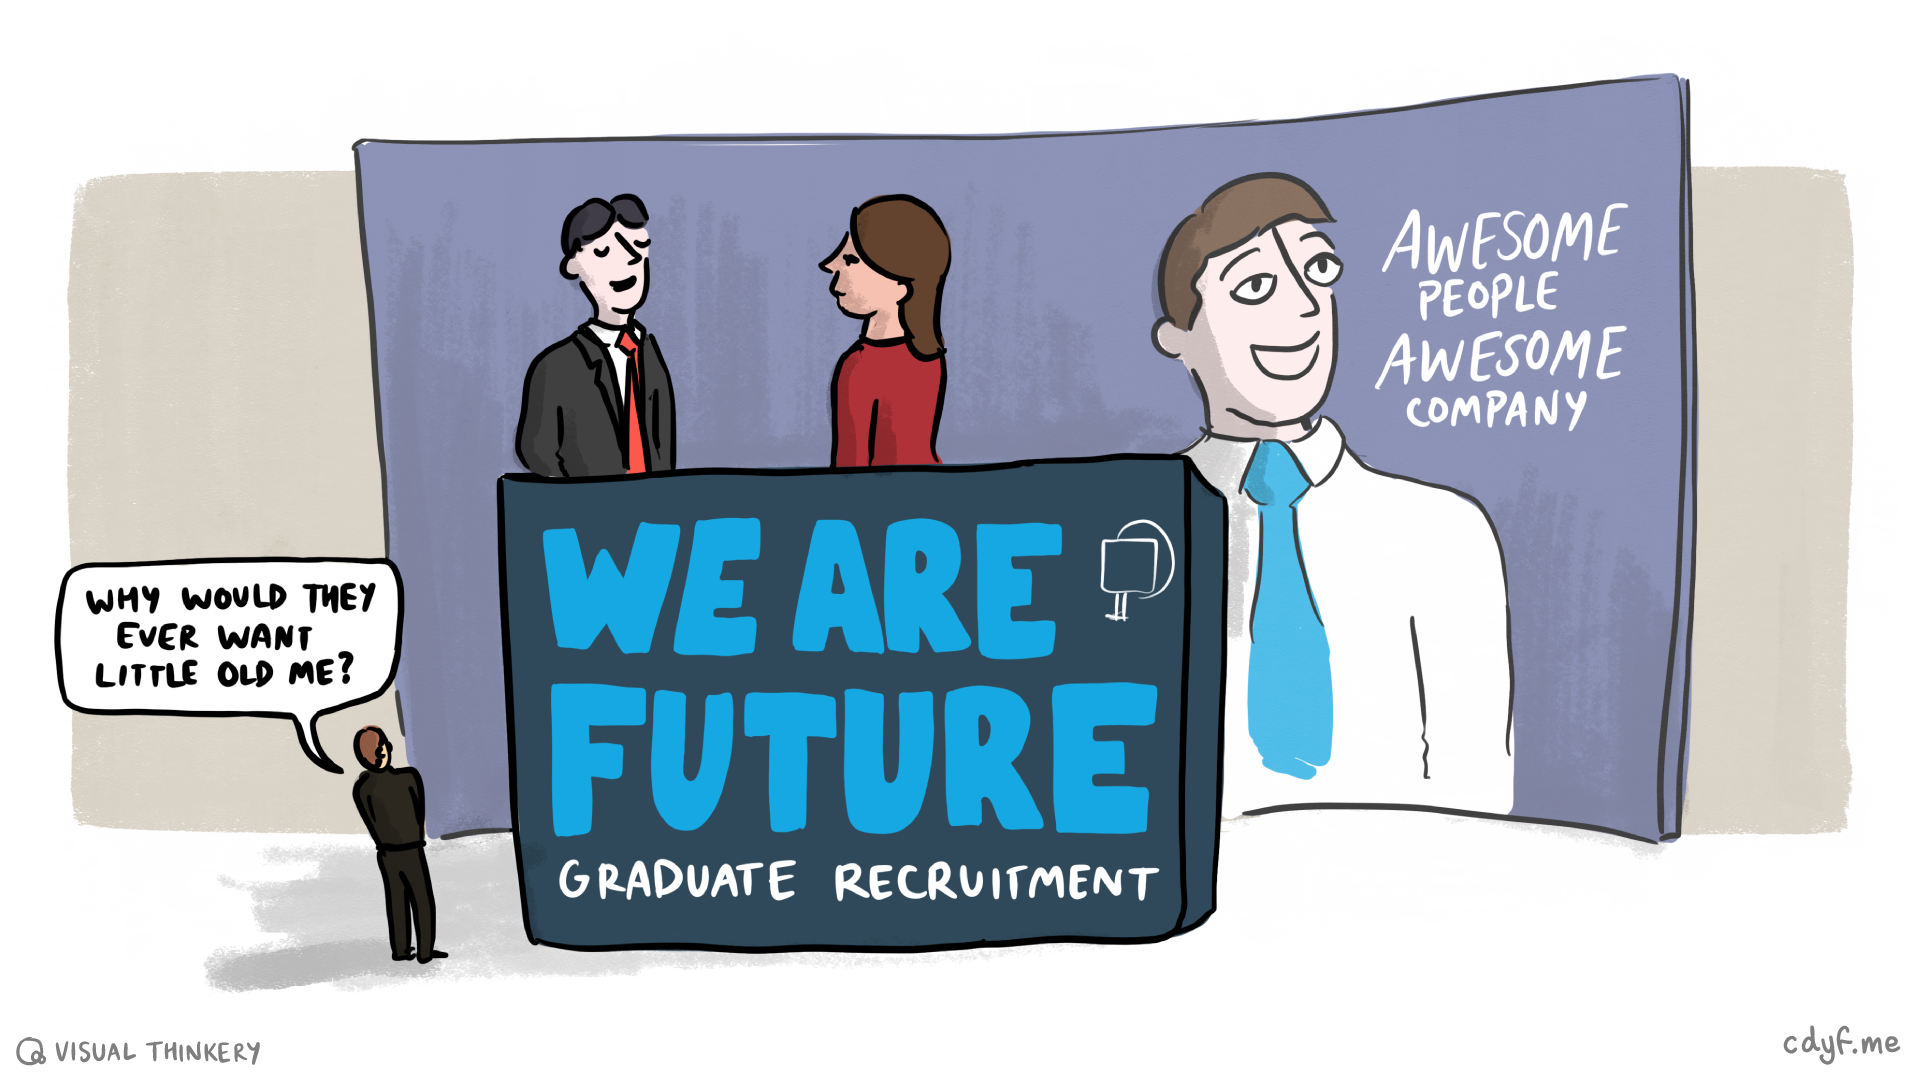 AWESOME
PEOPLE
AWESOME
COMPANY
WE ARE
FUTURE
GRADUATE RECRUITMENT
WHY WOULD THEY
EVER WANT
LITTLE OLD ME?
VISUAL THINKERY
cdyf.me